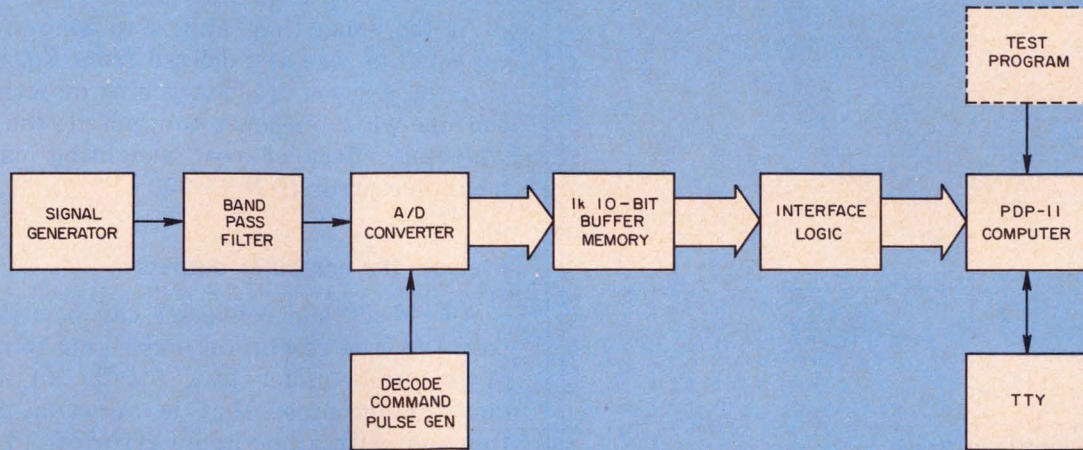 TEST
PROGRAM
SIGNAL
GENERATOR
BAND
PASS
FILTER
A/D
CONVERTER
1k 10-BIT
BUFFER
MEMORY
INTERFACE
LOGIC
PDP-11
COMPUTER
DECODE
COMMAND
PULSE GEN
TTY